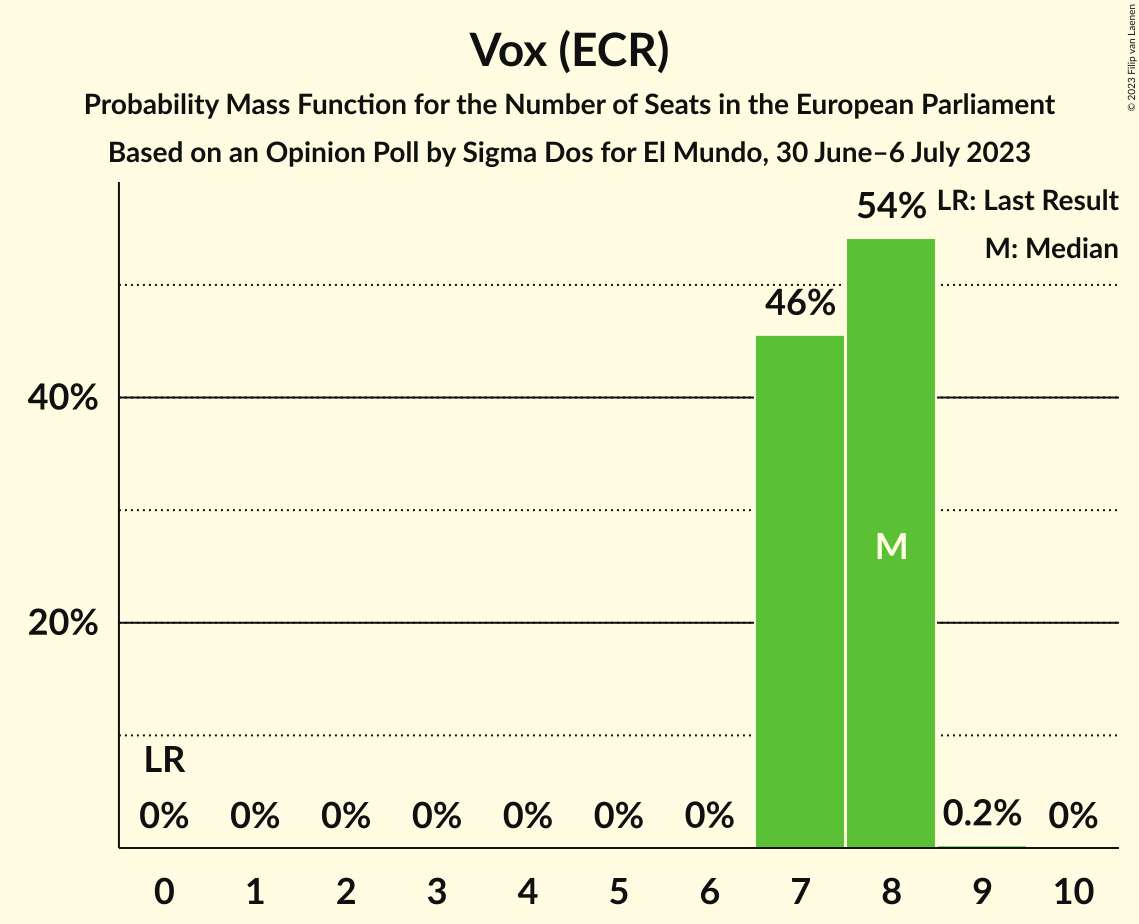 Vox (ECR)
Probability Mass Function for the Number of Seats in the European Parliament
Based on an Opinion Poll by Sigma Dos for El Mundo, 30 June–6 July 2023
© 2023 Filip van Laenen
LR: Last Result
M: Median
54%
46%
40%
M
20%
LR
0% 0% 0% 0% 0% 0% 0% 0.2% 0%
0 1 2 3 4 5 6 7 8 9 10